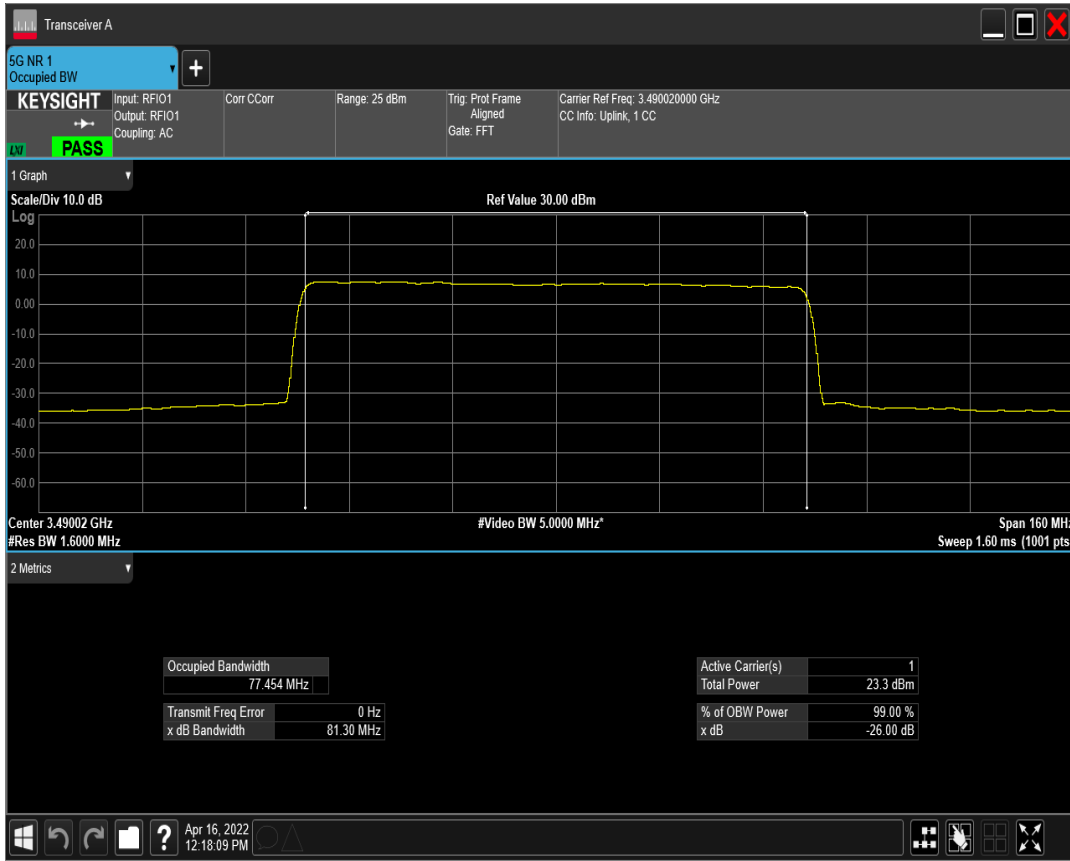 Transceiver A
5G NR 1
Occupied BW
+
KEYSIGHT
LXI
PASS
Input: RFIO1
Output: RFIO1
Coupling: AC
Corr CCorr
Range: 25 dBm
Trig: Prot Frame
Aligned
Gate: FFT
Carrier Ref Freq: 3.490020000 GHz
CC Info: Uplink, 1 CC
1 Graph
Scale/Div 10.0 dB
Ref Value 30.00 dBm
Log
20.0
10.0
0.00
-10.0
-20.0
-30.0
-40.0
-50.0
-60.0
Center 3.49002 GHz
#Video BW 5.0000 MHz*
Span 160 MHz
#Res BW 1.6000 MHz
Sweep 1.60 ms (1001 pts
2 Metrics
Occupied Bandwidth
77.454 MHz
Transmit Freq Error 0 Hz
x dB Bandwidth 81.30 MHz
Active Carrier(s) 1
Total Power 23.3 dBm
% of OBW Power 99.00 %
x dB -26.00 dB
?
Apr 16, 2022
12:18:09 PM